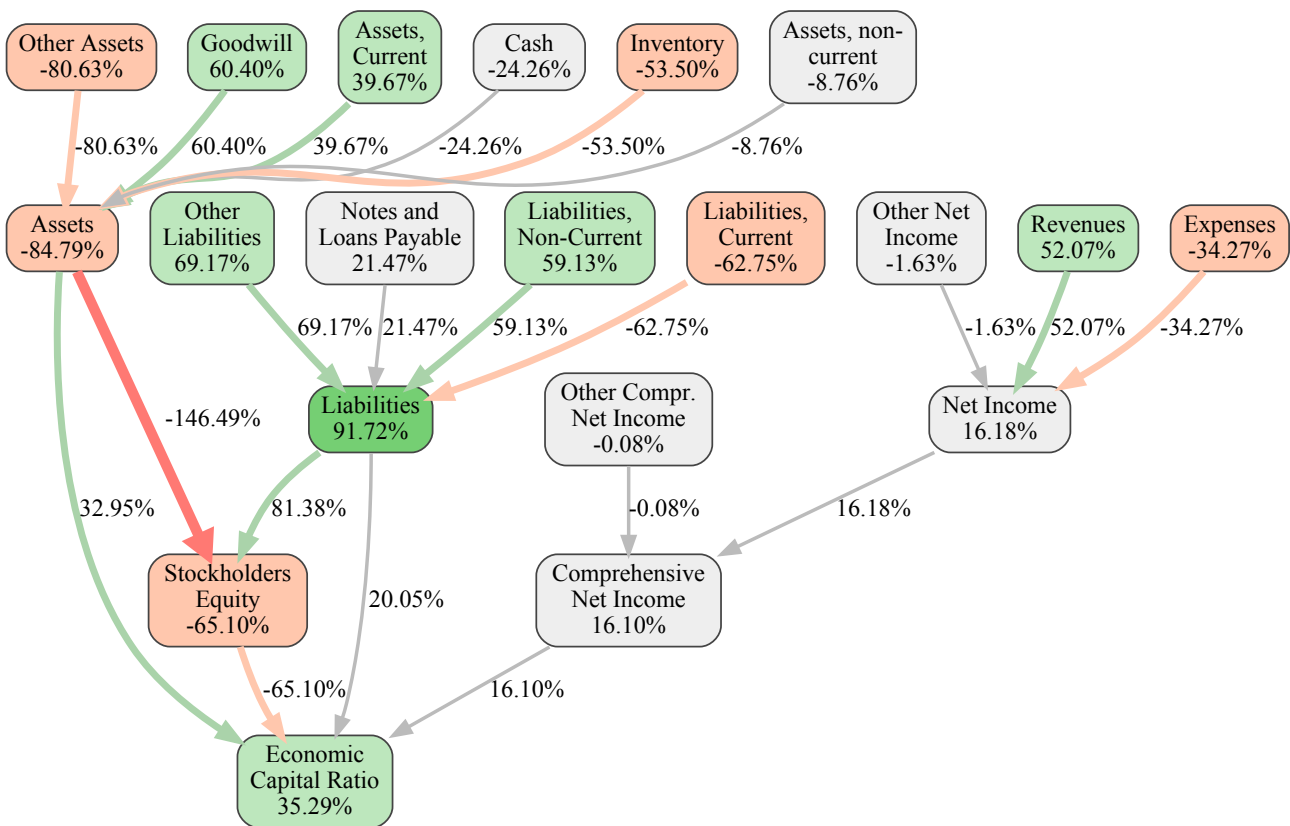 Other Assets
-80.63%
Goodwill
60.40%
Assets,
Current
39.67%
Cash
-24.26%
Inventory
-53.50%
Assets, non-
current
-8.76%
-80.63%
60.40%
39.67%
-24.26%
-53.50%
-8.76%
Assets
-84.79%
Other
Liabilities
69.17%
Notes and
Loans Payable
21.47%
Liabilities,
Non-Current
59.13%
Liabilities,
Current
-62.75%
Other Net
Income
-1.63%
Revenues
52.07%
Expenses
-34.27%
69.17%
21.47%
59.13%
-62.75%
-1.63%
52.07%
-34.27%
-146.49%
Liabilities
91.72%
Other Compr.
Net Income
-0.08%
Net Income
16.18%
32.95%
81.38%
-0.08%
16.18%
Stockholders
Equity
-65.10%
20.05%
Comprehensive
Net Income
16.10%
-65.10%
16.10%
Economic
Capital Ratio
35.29%